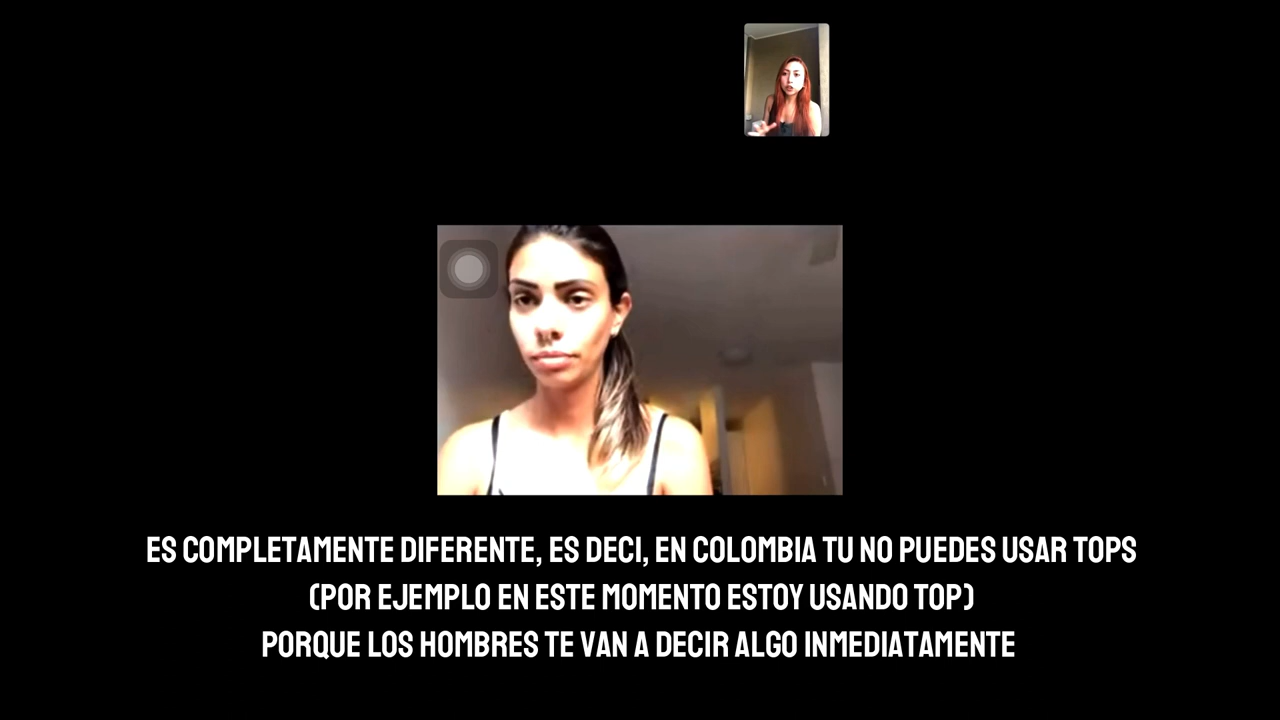 ES COMPLETAMENTE DIFERENTE, ES DECI, EN COLOMBIA TU NO PUEDES USAR TOPS
(POR EJEMPLO EN ESTE MOMENTO ESTOY USANDO TOP)
PORQUE LOS HOMBRES TE VAN A DECIR ALGO INMEDIATAMENTE